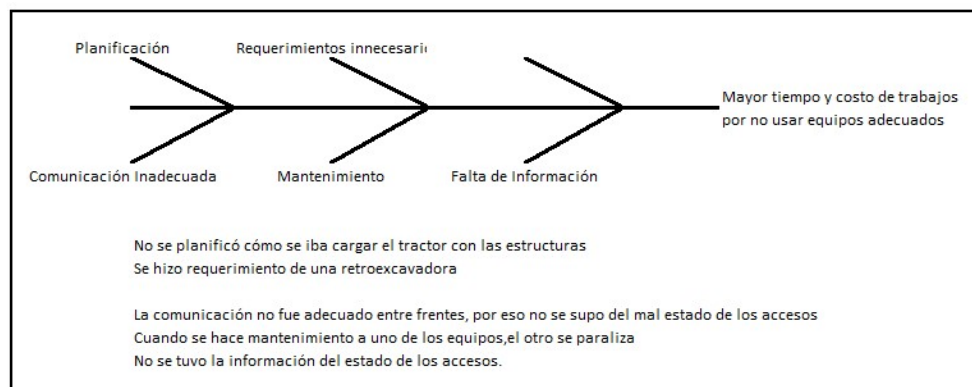 Planificación
Requerimientos innecesari
Mayor tiempo y costo de trabajos
por no usar equipos adecuados
Comunicación Inadecuada
Mantenimiento
Falta de Información
No se planificó cómo se iba cargar el tractor con las estructuras
Se hizo requerimiento de una retroexcavadora
La comunicación no fue adecuado entre frentes, por eso no se supo del mal estado de los accesos
Cuando se hace mantenimiento a uno de los equipos,el otro se paraliza
No se tuvo la información del estado de los accesos.